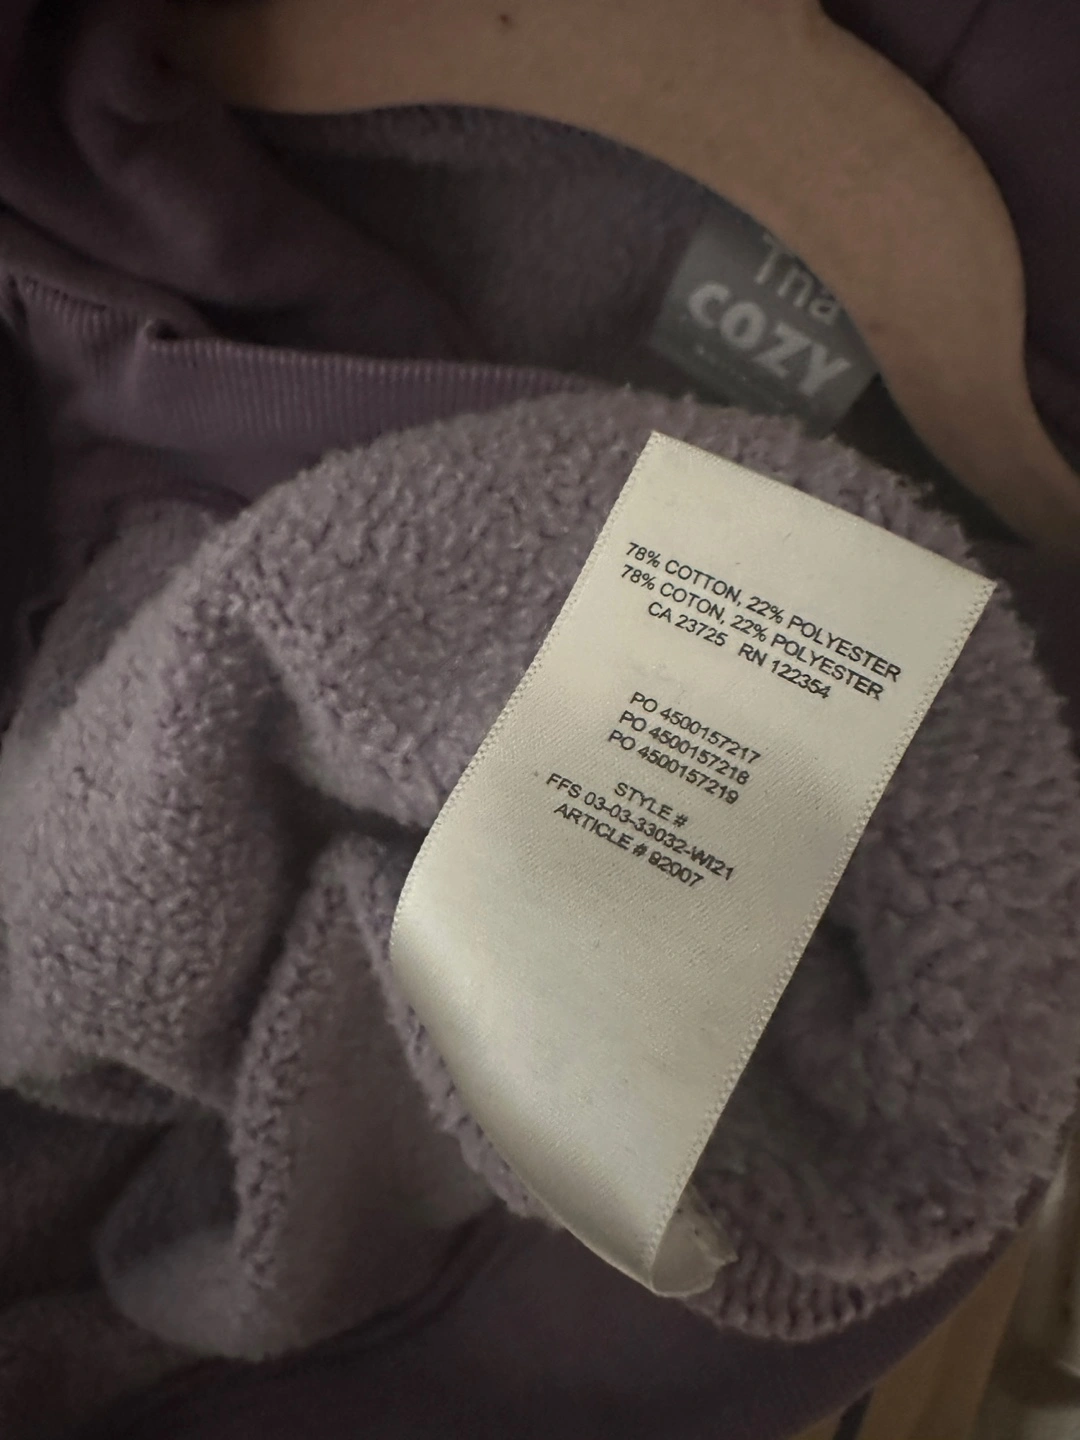 Tna
COZY
78% COTTON, 22% POLYESTER
78% COTON, 22% POLYESTER
CA 23725 RN 122354
PO 4500157217
PO 4500157218
PO 4500157219
STYLE #
FFS 03-03-33032-WI21
ARTICLE # 92007